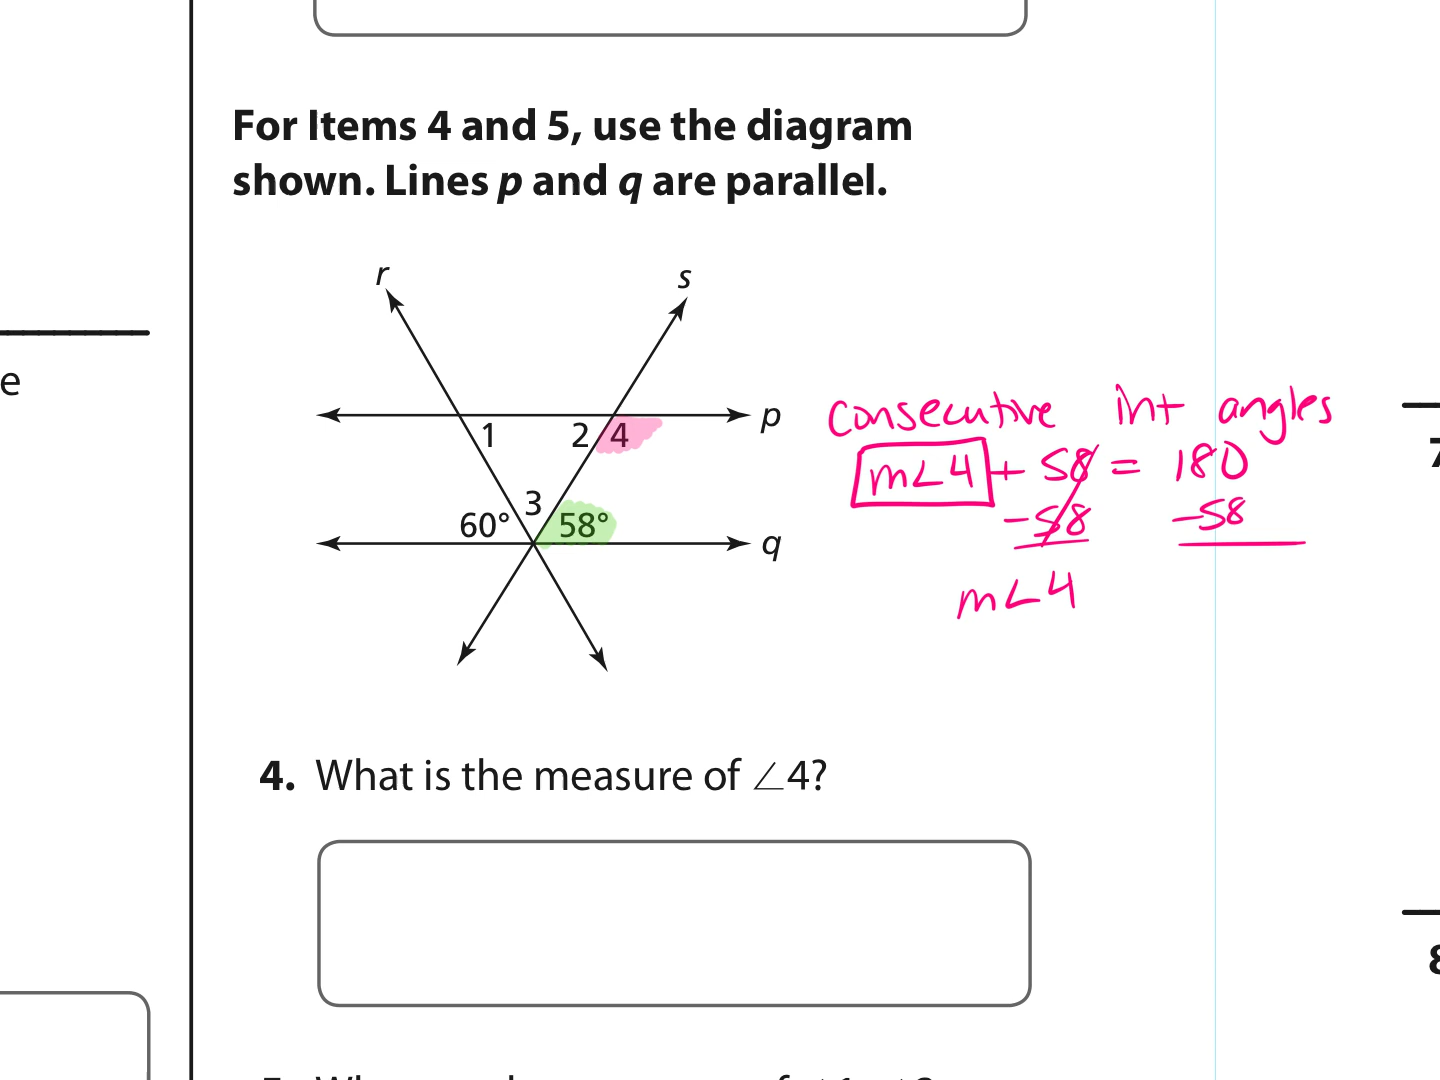 e
For Items 4 and 5, use the diagram
shown. Lines p and q are parallel.
r
s
p
1
2
4
3
60°
58°
q
consecutive int angles
m∠4 + 58 = 180
-58 -58
m∠4
4. What is the measure of ∠4?